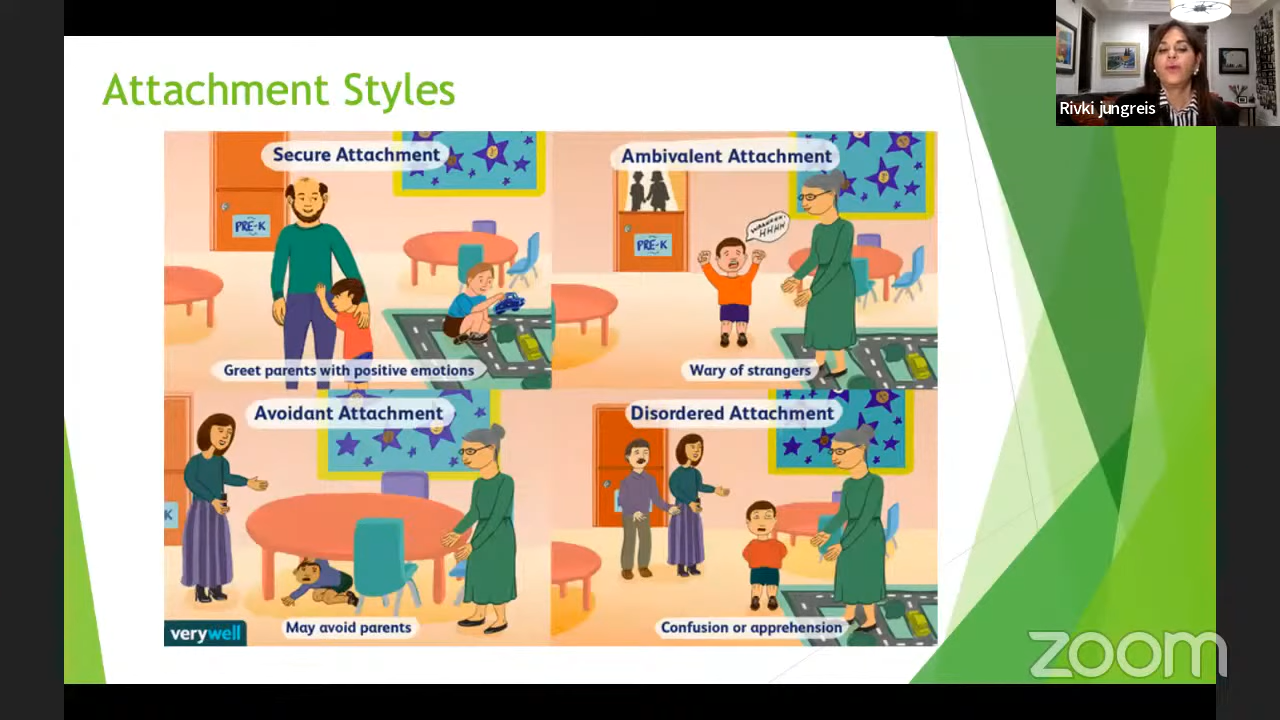 Attachment Styles
Rivki jungreis
Secure Attachment
PRE-K
Greet parents with positive emotions
Ambivalent Attachment
PRE-K
Wary of strangers
Avoidant Attachment
K
May avoid parents
verywell
Disordered Attachment
Confusion or apprehension
zoom